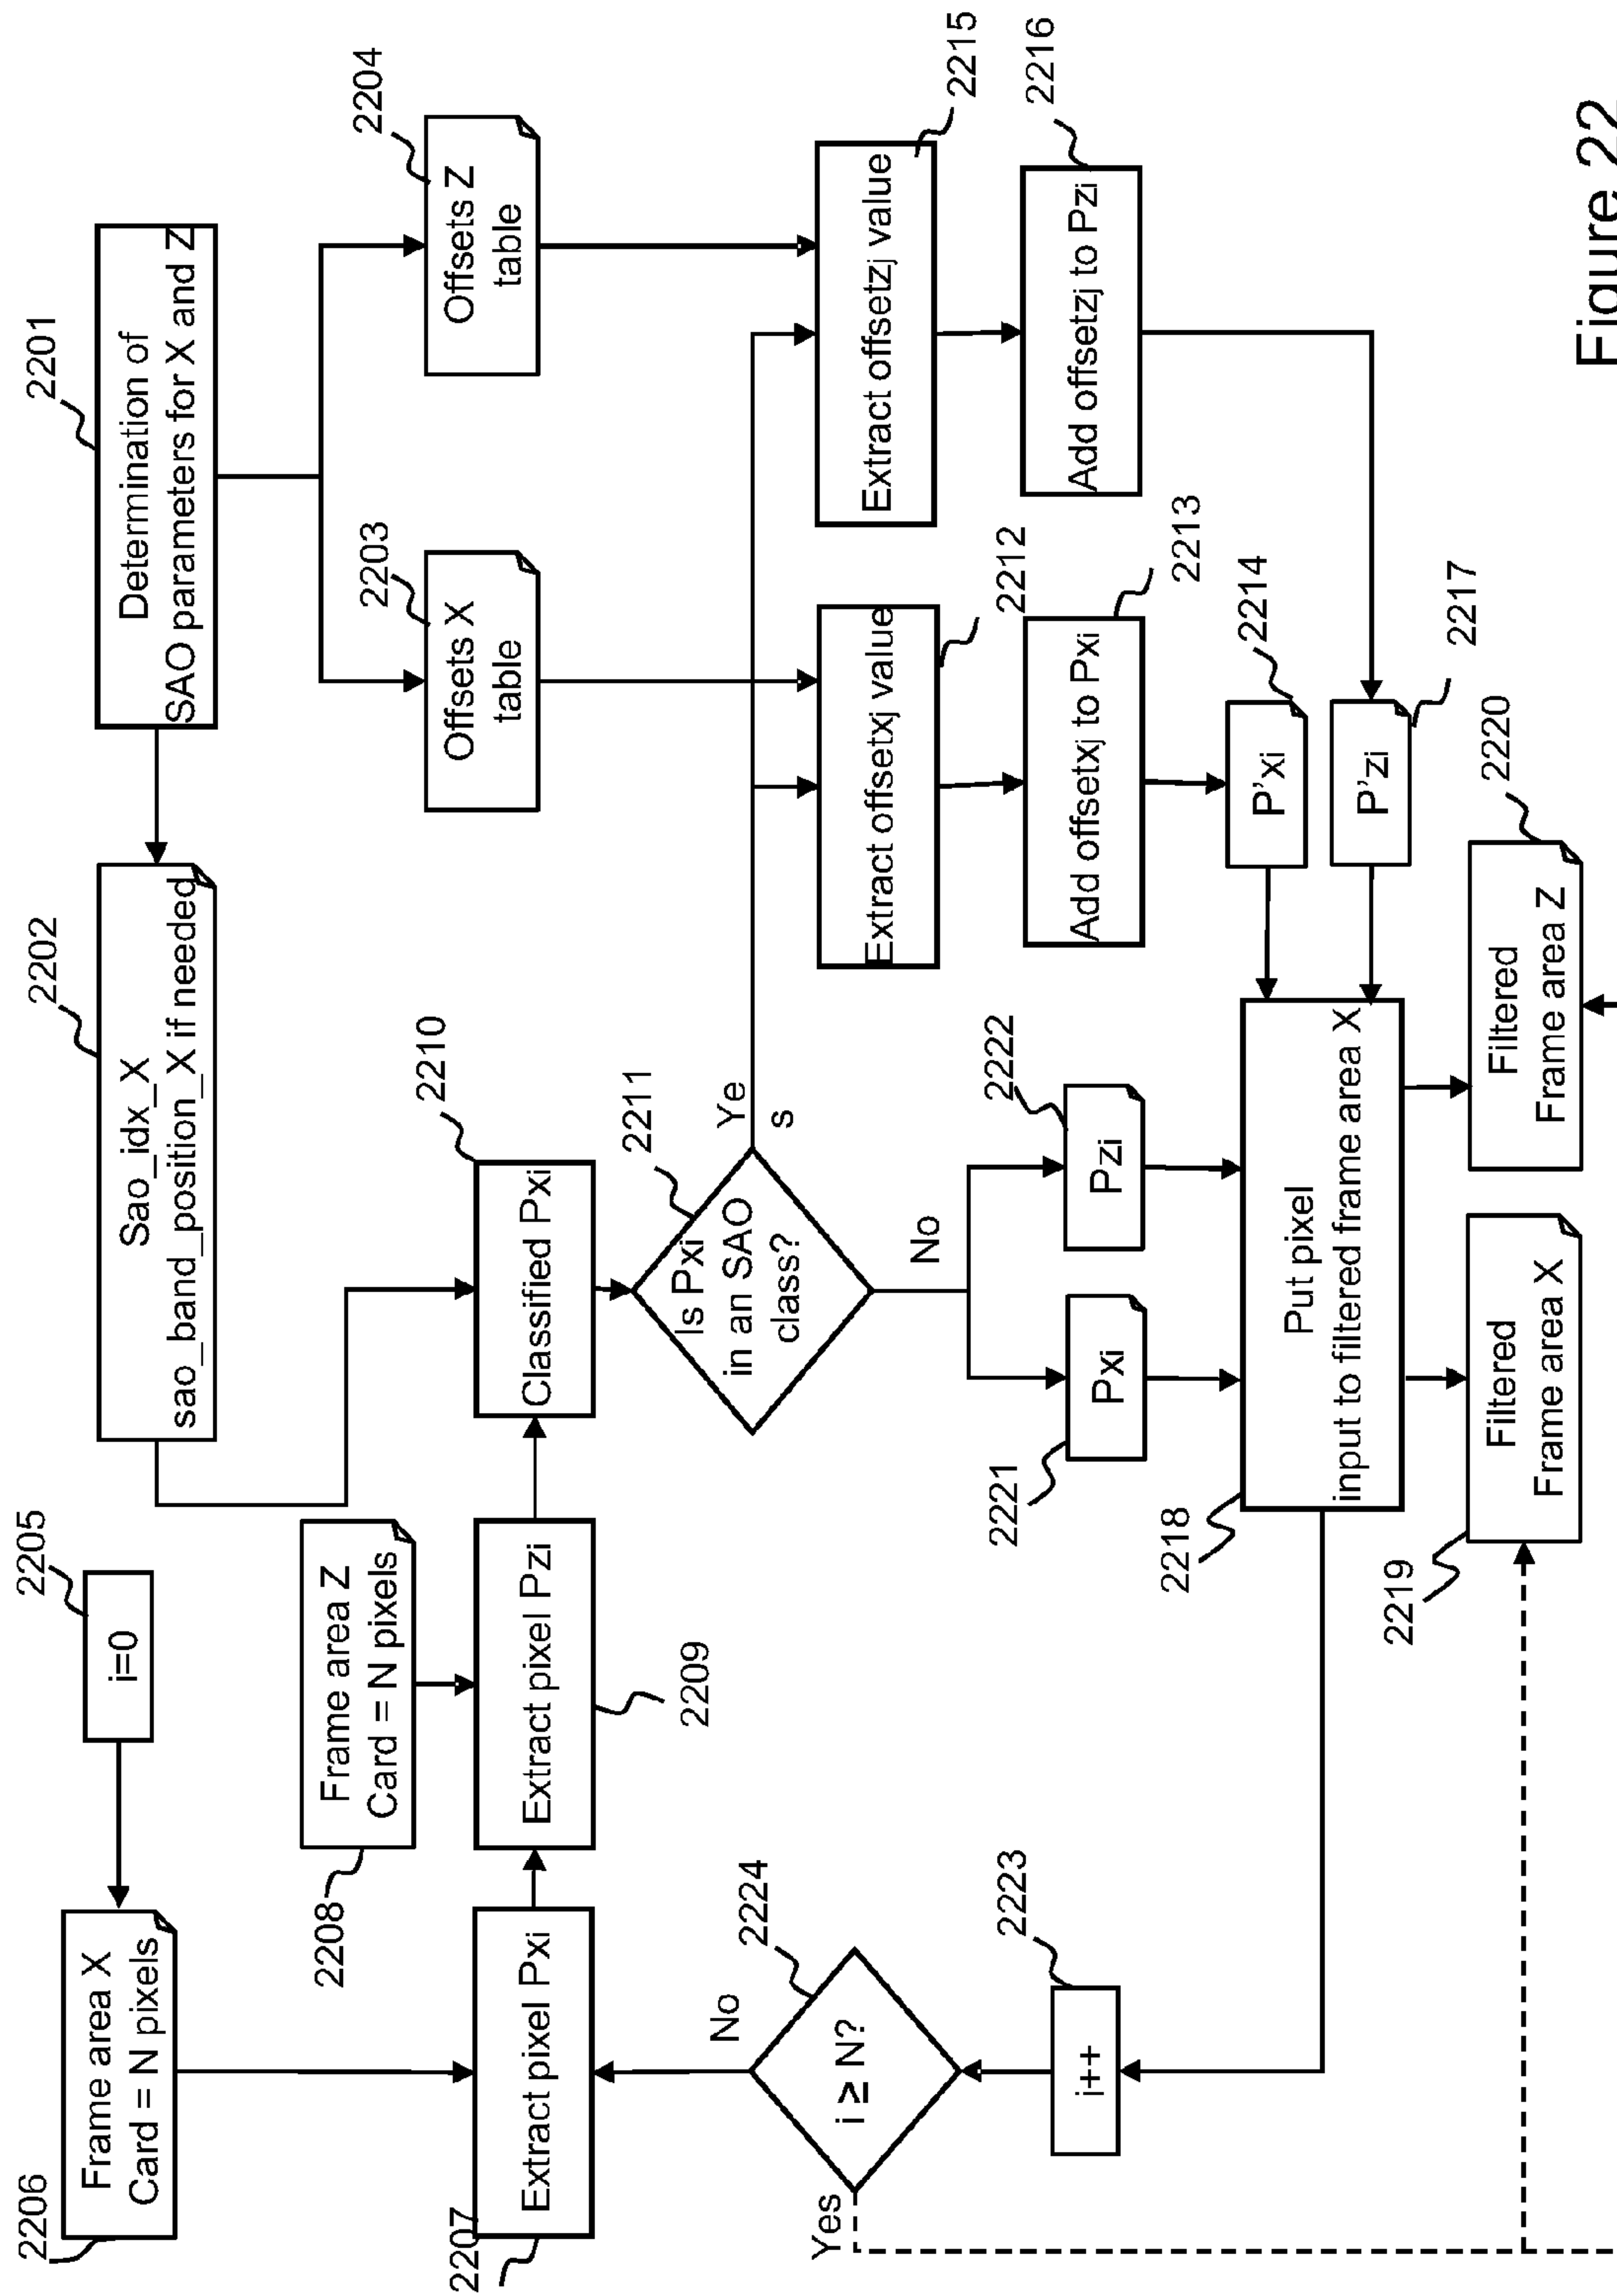 2201
Determination of
SAO parameters for X and Z
2202
Sao_idx_X
sao_band_position_X if needed
2203
Offsets X
table
2204
Offsets Z
table
2205
i=0
2206
Frame area X
Card = N pixels
2207
Extract pixel Pxi
2208
Frame area Z
Card = N pixels
2209
Extract pixel Pzi
2210
Classified Pxi
2211
Is Pxi
in an SAO
class?
Ye
s
No
2212
Extract offsetxj value
2213
Add offsetxj to Pxi
2214
P'xi
2215
Extract offsetzj value
2216
Add offsetzj to Pzi
2217
P'zi
2218
Put pixel
input to filtered frame area X
2219
Filtered
Frame area X
2220
Filtered
Frame area Z
2221
Pxi
2222
Pzi
2223
i++
2224
i ≥ N?
No
Yes
Figure 22